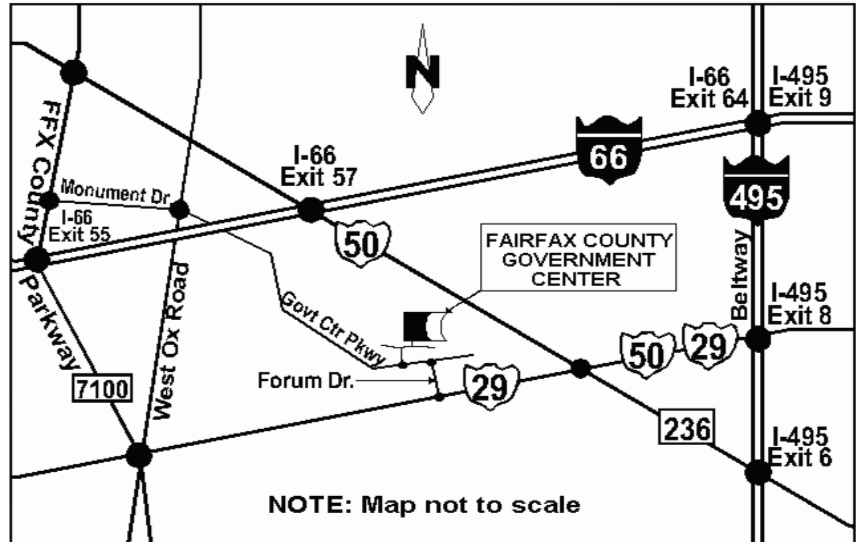 N
I-66
Exit 64
I-495
Exit 9
FFX County
Parkway
I-66
Exit 57
66
Monument Dr.
495
I-66
Exit 55
50
FAIRFAX COUNTY
GOVERNMENT
CENTER
West Ox Road
Govt Ctr Pkwy
Beltway
I-495
Exit 8
50
29
Forum Dr.
29
7100
236
I-495
Exit 6
NOTE: Map not to scale